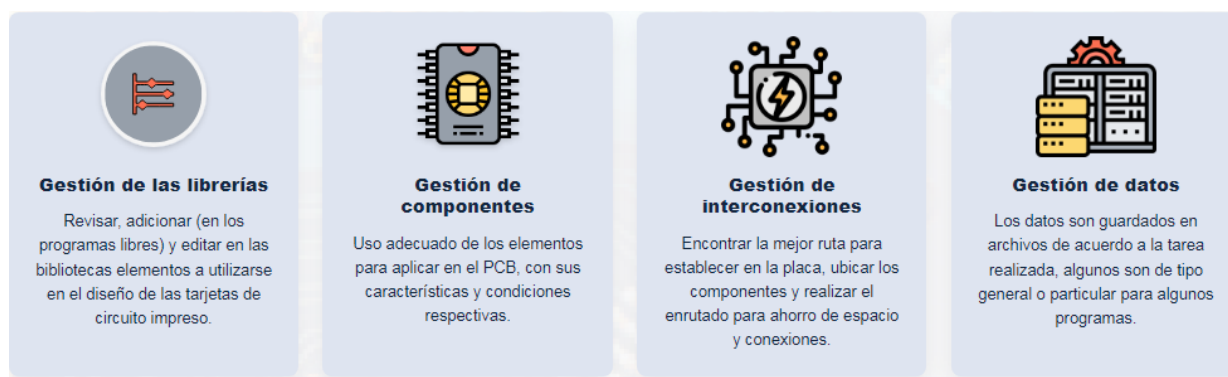 Gestión de las librerías
Revisar, adicionar (en los
programas libres) y editar en las
bibliotecas elementos a utilizarse
en el diseño de las tarjetas de
circuito impreso.
Gestión de
componentes
Uso adecuado de los elementos
para aplicar en el PCB, con sus
características y condiciones
respectivas.
Gestión de
interconexiones
Encontrar la mejor ruta para
establecer en la placa, ubicar los
componentes y realizar el
enrutado para ahorro de espacio
y conexiones.
Gestión de datos
Los datos son guardados en
archivos de acuerdo a la tarea
realizada, algunos son de tipo
general o particular para algunos
programas.